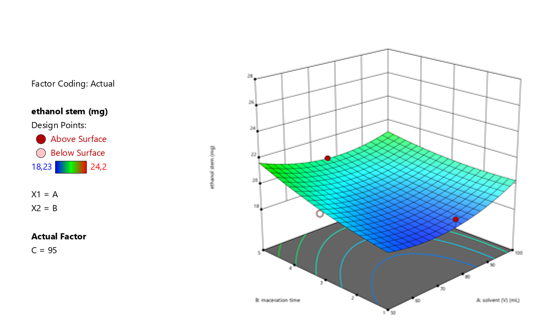 Factor Coding: Actual
ethanol stem (mg)
Design Points:
Above Surface
Below Surface
18,23 24,2
X1 = A
X2 = B
Actual Factor
C = 95
28
26
24
22
20
18
ethanol stem (mg)
5
4
3
2
1
50
60
70
80
90
100
B: maceration time
A: solvent (V) (mL)